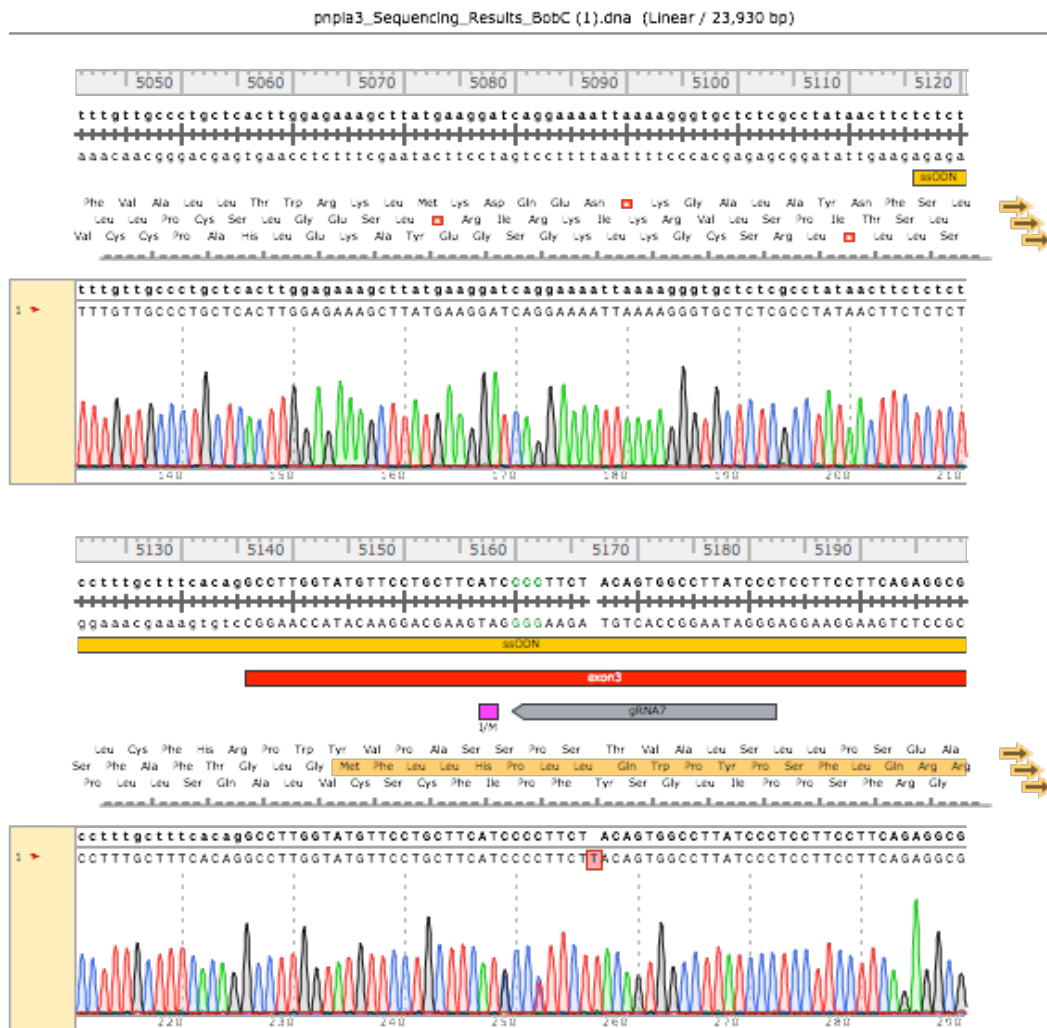 pnpla3_Sequencing_Results_BobC (1).dna (Linear / 23,930 bp)
5050 5060 5070 5080 5090 5100 5110 5120
tttgttgccctgctcacttggagaaagcttatgaaggatcaggaaaattaaaagggtgctctcgcctataacttctctct
aaacaacgggacgagtgaacctctttcgaatacttcctagtccttttaattttcccacgagagcggatattgaagagaga
ssODN
Phe Val Ala Leu Leu Thr Trp Arg Lys Leu Met Lys Asp Gln Glu Asn * Lys Gly Ala Leu Ala Tyr Asn Phe Ser Leu
Leu Leu Pro Cys Ser Leu Gly Glu Ser Leu * Arg Ile Arg Lys Ile Lys Arg Val Leu Ser Pro Ile Thr Ser Leu
Val Cys Cys Pro Ala His Leu Glu Lys Ala Tyr Glu Gly Ser Gly Lys Leu Lys Gly Cys Ser Arg Leu * Leu Leu Ser
tttgttgccctgctcacttggagaaagcttatgaaggatcaggaaaattaaaagggtgctctcgcctataacttctctct
1 TTTGTTGCCCTGCTCACTTGGAGAAAGCTTATGAAGGATCAGGAAAATTAAAAGGGTGCTCTCGCCTATAACTTCTCTCT
140 150 160 170 180 190 200 210
5130 5140 5150 5160 5170 5180 5190
cctttgctttcacagGCCTTGGTATGTTCCTGCTTCATCCCCTTCT ACAGTGGCCTTATCCCTCCTTCCTTCAGAGGCG
ggaaacgaaagtgtcCGGAACCATACAAGGACGAAGTAGGGGAAGA TGTCACCGGAATAGGGAGGAAGGAAGTCTCCGC
ssODN
exon3
gRNA7
I/M
Leu Cys Phe His Arg Pro Trp Tyr Val Pro Ala Ser Ser Pro Ser Thr Val Ala Leu Ser Leu Leu Pro Ser Glu Ala
Ser Phe Ala Phe Thr Gly Leu Gly Met Phe Leu Leu His Pro Leu Leu Gln Trp Pro Tyr Pro Ser Phe Leu Gln Arg Arg
Pro Leu Leu Ser Gln Ala Leu Val Cys Ser Cys Phe Ile Pro Phe Tyr Ser Gly Leu Ile Pro Pro Ser Phe Arg Gly
cctttgctttcacagGCCTTGGTATGTTCCTGCTTCATCCCCTTCT ACAGTGGCCTTATCCCTCCTTCCTTCAGAGGCG
1 CCTTTGCTTTCACAGGCCTTGGTATGTTCCTGCTTCATCCCCTTCTTACAGTGGCCTTATCCCTCCTTCCTTCAGAGGCG
220 230 240 250 260 270 280 290